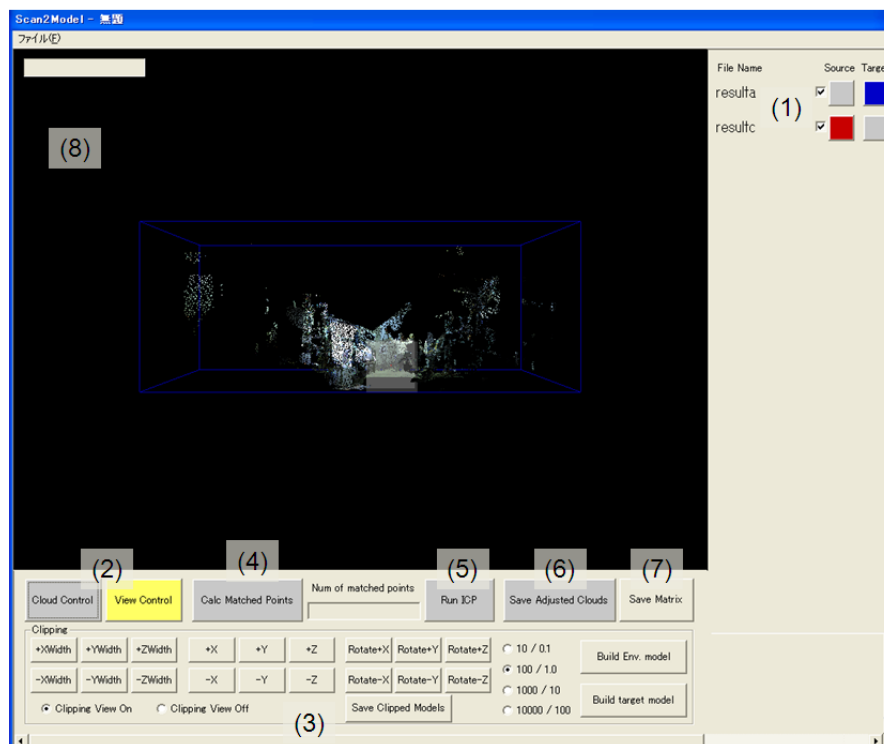 Scan2Model - 無題
ファイル(F)
File Name Source Targe
resulta
(1)
resultc
(8)
(2)
(4)
(5)
(6)
(7)
Cloud Control View Control Calc Matched Points Num of matched points Run ICP Save Adjusted Clouds Save Matrix
Clipping
+XWidth +YWidth +ZWidth +X +Y +Z Rotate+X Rotate+Y Rotate+Z 10 / 0.1 Build Env. model
100 / 1.0
-XWidth -YWidth -ZWidth -X -Y -Z Rotate-X Rotate-Y Rotate-Z 1000 / 10 Build target model
Clipping View On Clipping View Off (3) Save Clipped Models 10000 / 100